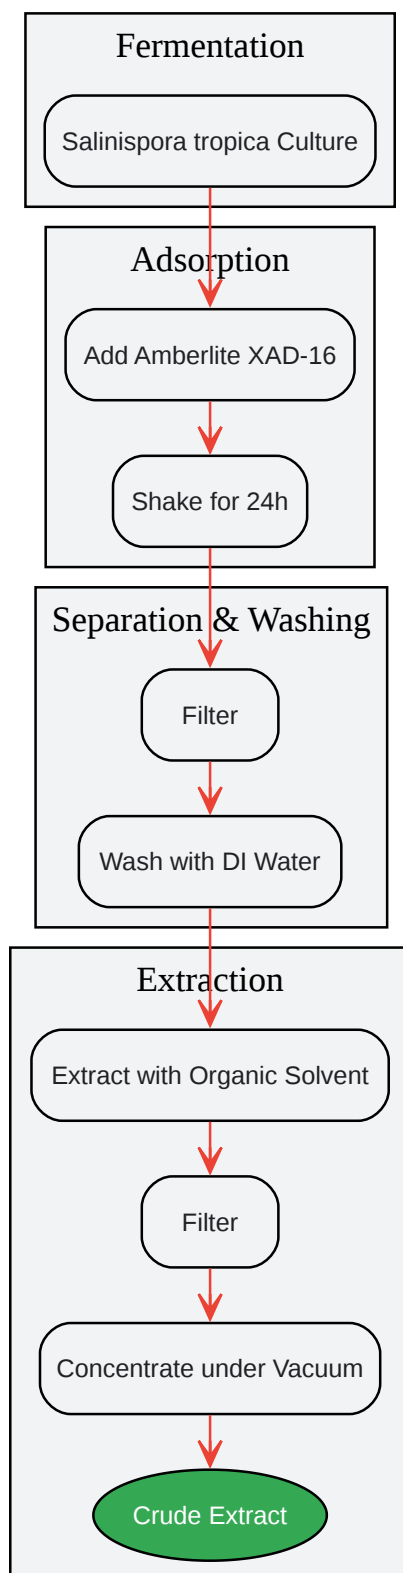 Fermentation
Salinispora tropica Culture
Adsorption
Add Amberlite XAD-16
Shake for 24h
Separation & Washing
Filter
Wash with DI Water
Extraction
Extract with Organic Solvent
Filter
Concentrate under Vacuum
Crude Extract